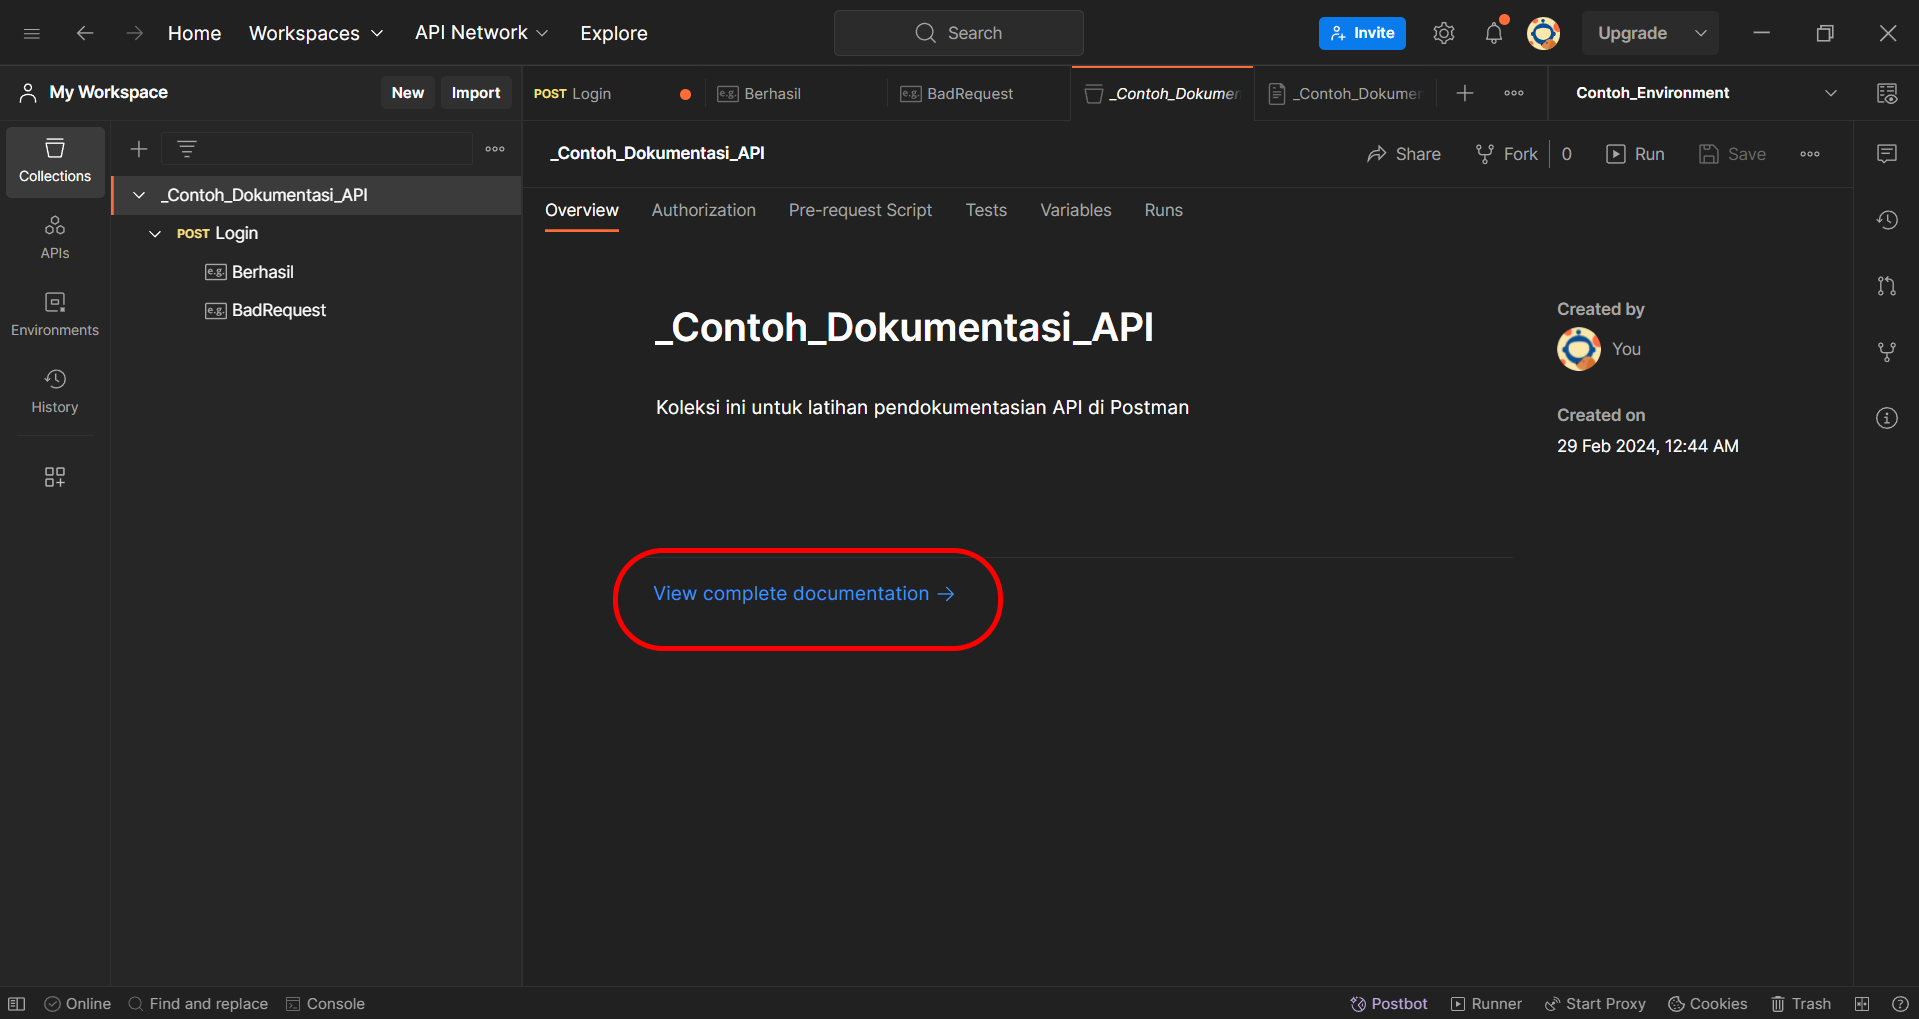 Home Workspaces API Network Explore Search Invite Upgrade
My Workspace New Import POST Login e.g. Berhasil e.g. BadRequest _Contoh_Dokumen _Contoh_Dokumen Contoh_Environment
Collections
APIs
Environments
History
_Contoh_Dokumentasi_API
POST Login
e.g. Berhasil
e.g. BadRequest
_Contoh_Dokumentasi_API Share Fork 0 Run Save
Overview Authorization Pre-request Script Tests Variables Runs
_Contoh_Dokumentasi_API
Koleksi ini untuk latihan pendokumentasian API di Postman
View complete documentation →
Created by
You
Created on
29 Feb 2024, 12:44 AM
Online Find and replace Console Postbot Runner Start Proxy Cookies Trash